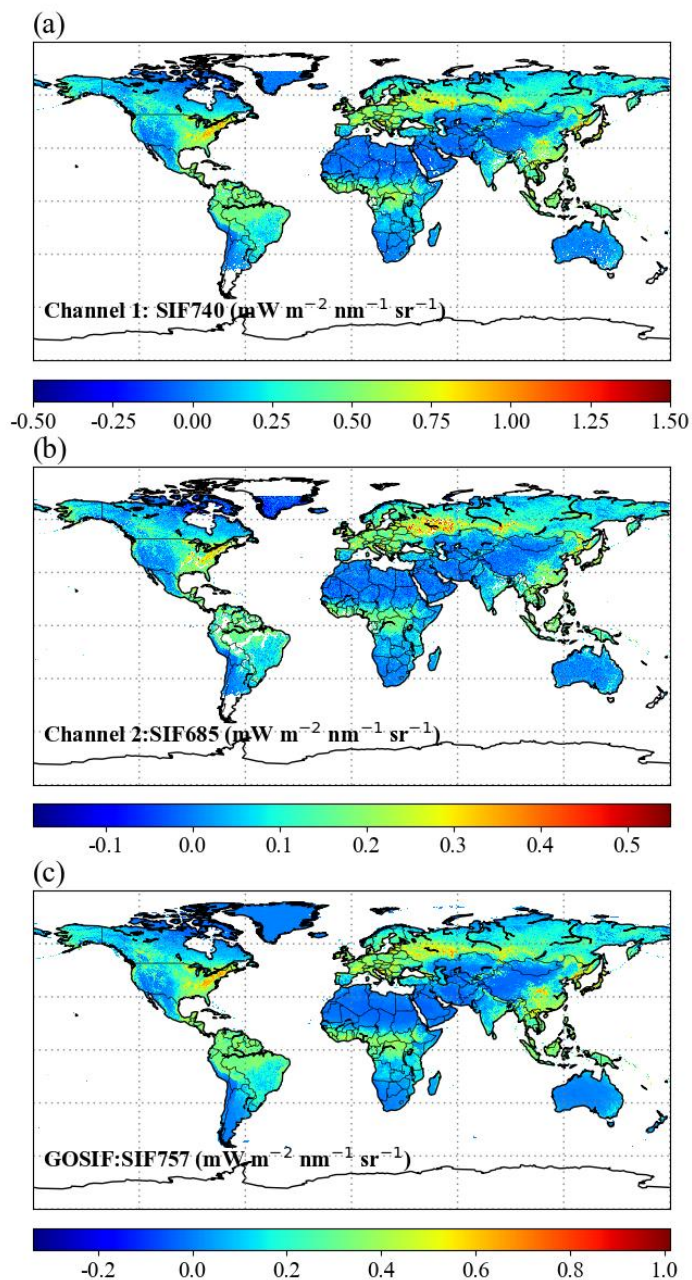 (a)
Channel 1: SIF740 (mW m⁻² nm⁻¹ sr⁻¹)
-0.50 -0.25 0.00 0.25 0.50 0.75 1.00 1.25 1.50
(b)
Channel 2:SIF685 (mW m⁻² nm⁻¹ sr⁻¹)
-0.1 0.0 0.1 0.2 0.3 0.4 0.5
(c)
GOSIF:SIF757 (mW m⁻² nm⁻¹ sr⁻¹)
-0.2 0.0 0.2 0.4 0.6 0.8 1.0